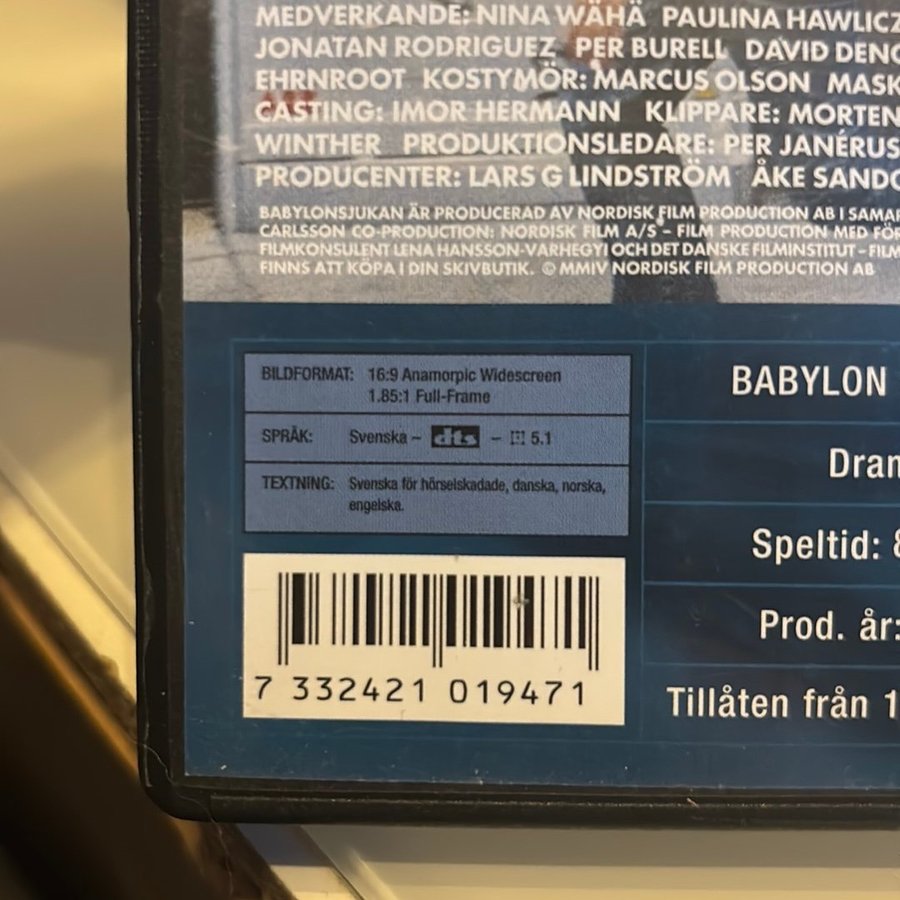 MEDVERKANDE: NINA WÄHÄ PAULINA HAWLICZ
JONATAN RODRIGUEZ PER BURELL DAVID DENC
EHRNROOT KOSTYMÖR: MARCUS OLSON MASK
CASTING: IMOR HERMANN KLIPPARE: MORTEN
WINTHER PRODUKTIONSLEDARE: PER JANÉRUS
PRODUCENTER: LARS G LINDSTRÖM ÅKE SANDG
BABYLONSJUKAN ÄR PRODUCERAD AV NORDISK FILM PRODUCTION AB I SAMAR
CARLSSON CO-PRODUCTION: NORDISK FILM A/S – FILM PRODUCTION MED FÖR
FILMKONSULENT LENA HANSSON-VARHEGYI OCH DET DANSKE FILMINSTITUT – FILM
FINNS ATT KÖPA I DIN SKIVBUTIK. © MMIV NORDISK FILM PRODUCTION AB
BILDFORMAT: 16:9 Anamorpic Widescreen
1.85:1 Full-Frame
SPRÅK: Svenska – dts – 5.1
TEXTNING: Svenska för hörselskadade, danska, norska,
engelska.
7 332421 019471
BABYLON
Dram
Speltid: 8
Prod. år:
Tillåten från 1